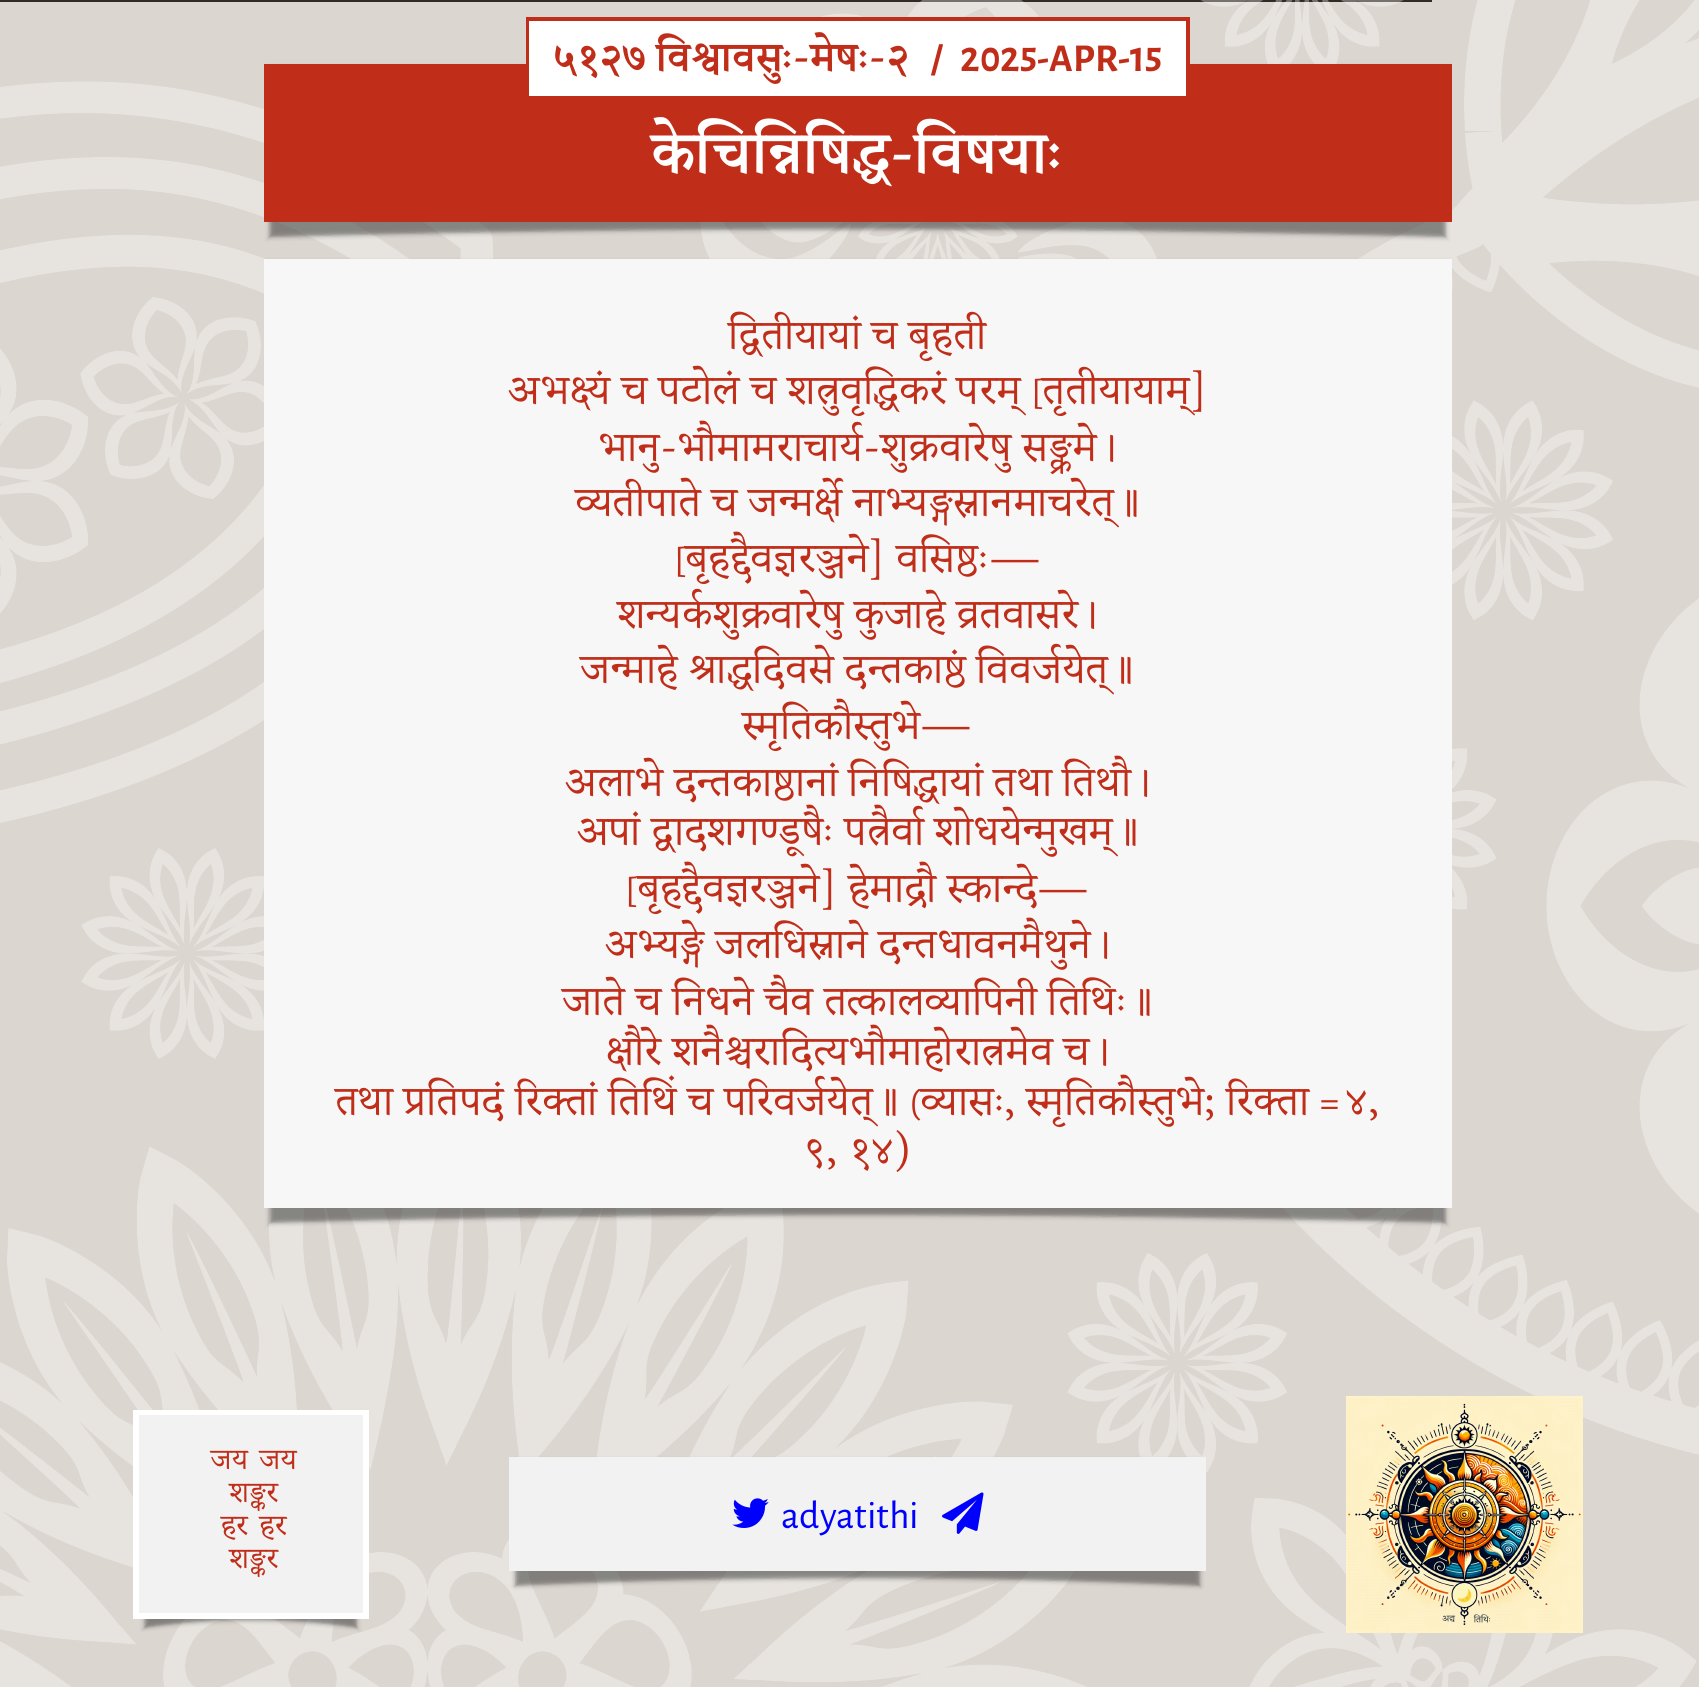 ५१२७ विश्वावसुः-मेषः-२ / 2025-APR-15
केचिन्निषिद्ध-विषयाः
द्वितीयायां च बृहती
अभक्ष्यं च पटोलं च शत्रुवृद्धिकरं परम् [तृतीयायाम्]
भानु-भौमामराचार्य-शुक्रवारेषु सङ्क्रमे।
व्यतीपाते च जन्मर्क्षे नाभ्यङ्गस्नानमाचरेत्॥
[बृहद्दैवज्ञरञ्जने] वसिष्ठः—
शन्यर्कशुक्रवारेषु कुजाहे व्रतवासरे।
जन्माहे श्राद्धदिवसे दन्तकाष्ठं विवर्जयेत्॥
स्मृतिकौस्तुभे—
अलाभे दन्तकाष्ठानां निषिद्धायां तथा तिथौ।
अपां द्वादशगण्डूषैः पत्रैर्वा शोधयेन्मुखम्॥
[बृहद्दैवज्ञरञ्जने] हेमाद्रौ स्कान्दे—
अभ्यङ्गे जलधिस्नाने दन्तधावनमैथुने।
जाते च निधने चैव तत्कालव्यापिनी तिथिः॥
क्षौरे शनैश्चरादित्यभौमाहोरात्रमेव च।
तथा प्रतिपदं रिक्तां तिथिं च परिवर्जयेत्॥ (व्यासः, स्मृतिकौस्तुभे; रिक्ता = ४,
९, १४)
जय जय
शङ्कर
हर हर
शङ्कर
adyatithi
अद्य तिथिः